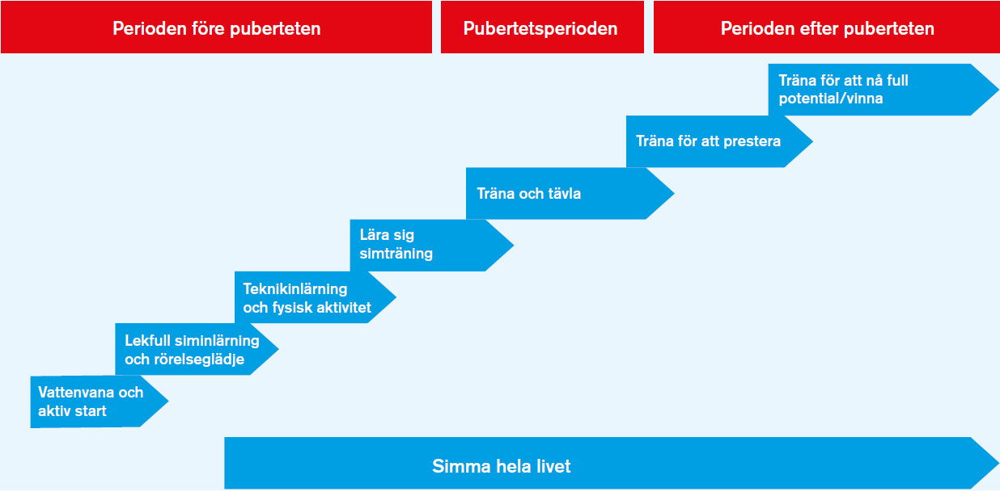 Perioden före puberteten
Pubertetsperioden
Perioden efter puberteten
Träna för att nå full
potential/vinna
Träna för att prestera
Träna och tävla
Lära sig
simträning
Teknikinlärning
och fysisk aktivitet
Lekfull siminlärning
och rörelseglädje
Vattenvana och
aktiv start
Simma hela livet